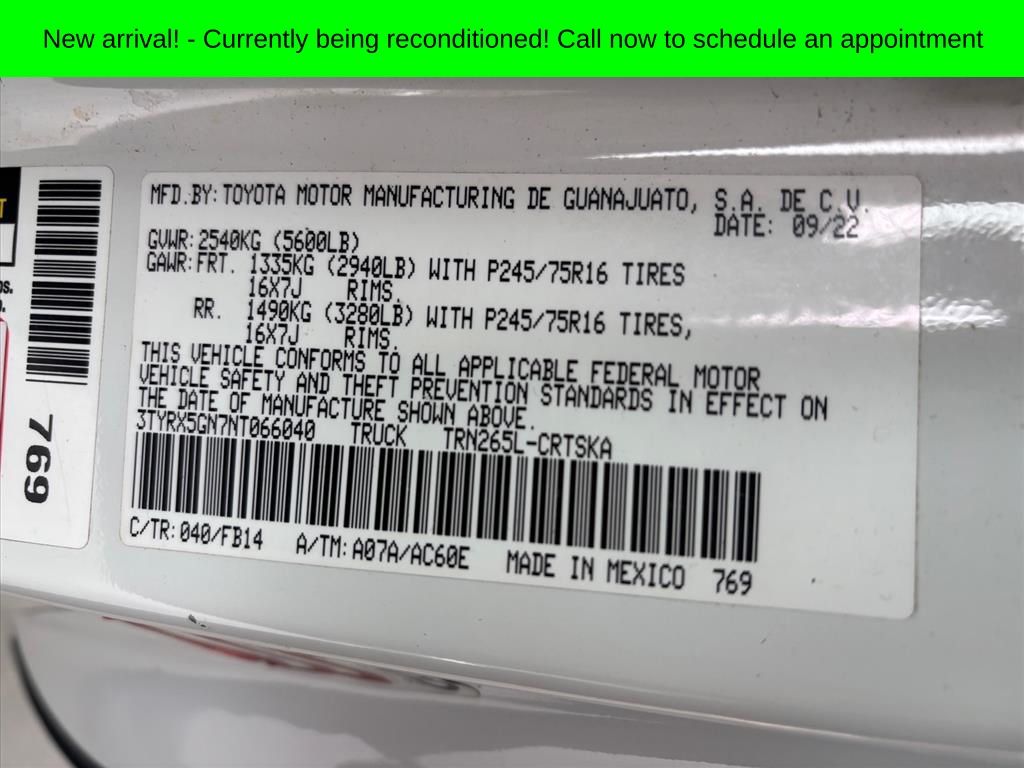 New arrival! - Currently being reconditioned! Call now to schedule an appointment
MFD.BY: TOYOTA MOTOR MANUFACTURING DE GUANAJUATO, S.A. DE C.V.
DATE: 09/22
GVWR: 2540KG (5600LB)
GAWR: FRT. 1335KG (2940LB) WITH P245/75R16 TIRES
16X7J RIMS.
RR. 1490KG (3280LB) WITH P245/75R16 TIRES,
16X7J RIMS.
THIS VEHICLE CONFORMS TO ALL APPLICABLE FEDERAL MOTOR
VEHICLE SAFETY AND THEFT PREVENTION STANDARDS IN EFFECT ON
THE DATE OF MANUFACTURE SHOWN ABOVE.
3TYRX5GN7NT066040 TRUCK TRN265L-CRTSKA
C/TR: 040/FB14 A/TM: A07A/AC60E MADE IN MEXICO 769
769